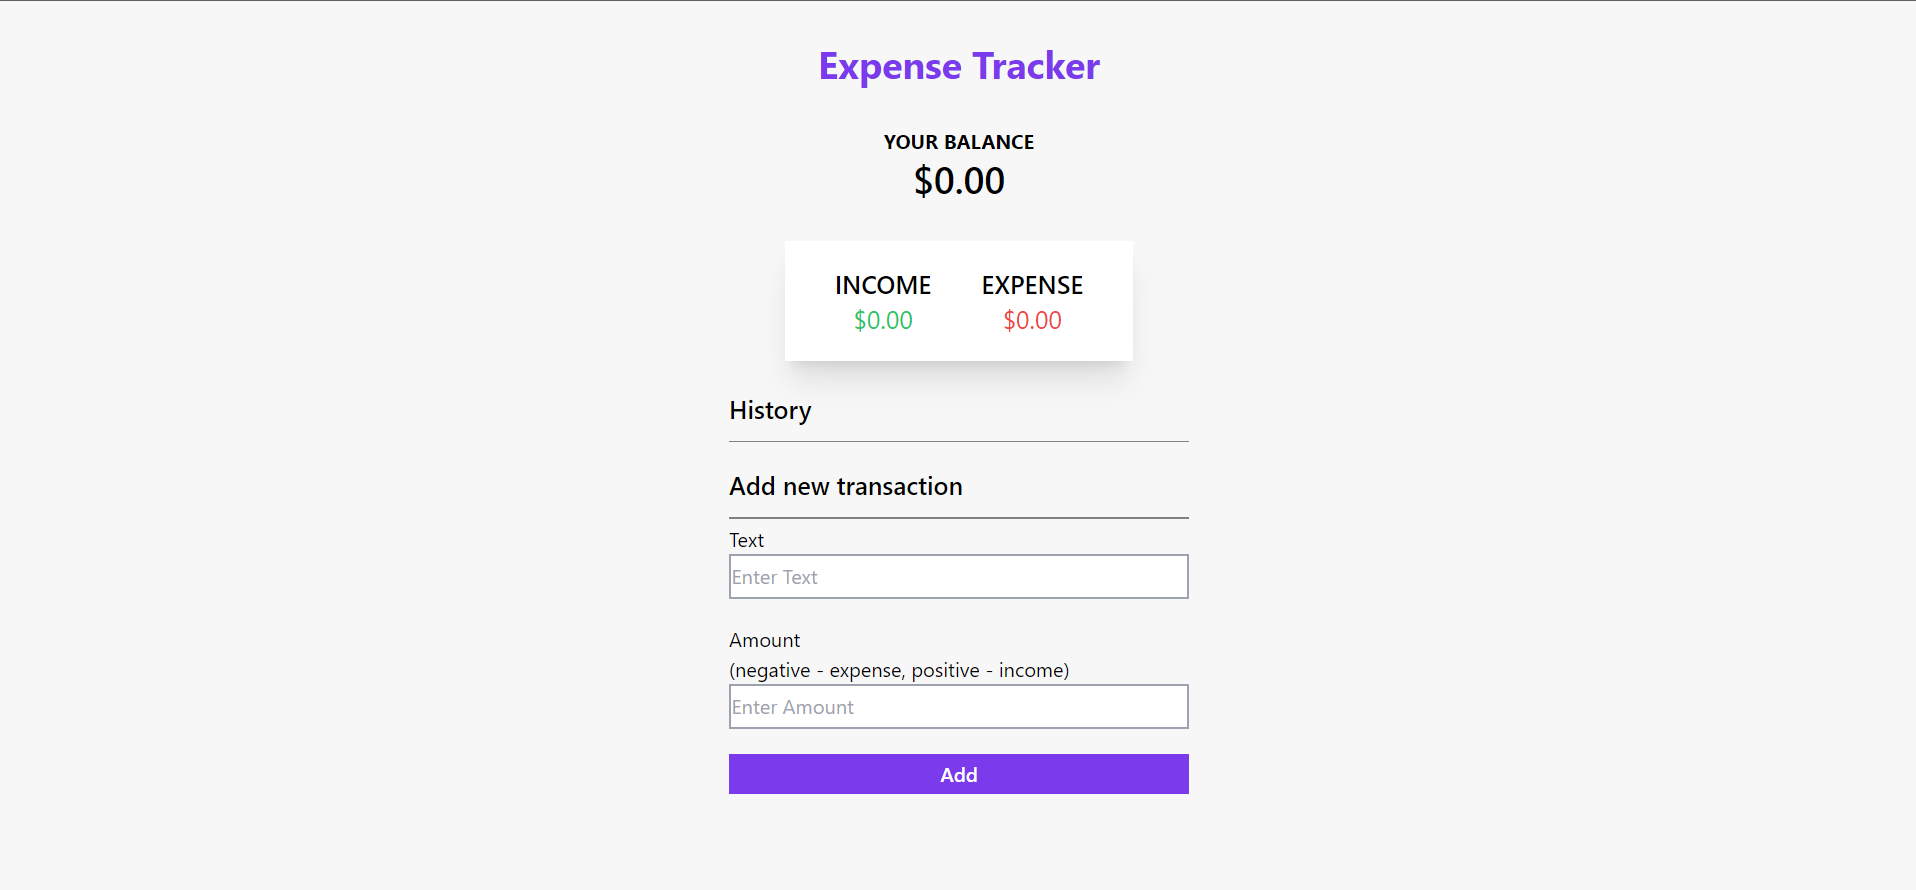 Expense Tracker
YOUR BALANCE
$0.00
INCOME EXPENSE
$0.00 $0.00
History
Add new transaction
Text
Enter Text
Amount
(negative - expense, positive - income)
Enter Amount
Add